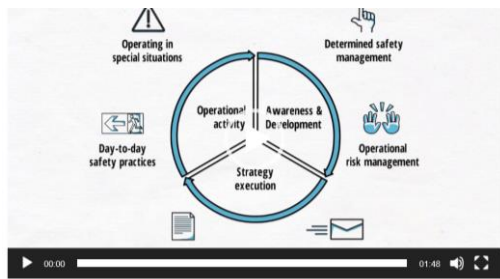 Operating in
special situations
Determined safety
management
Operational
activity
Awareness &
Development
Day-to-day
safety practices
Operational
risk management
Strategy
execution
00:00
01:48